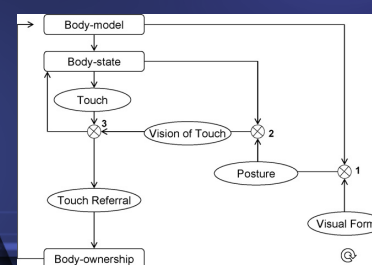 Body-model
Body-state
Touch
3
Vision of Touch
2
Posture
1
Touch Referral
Visual Form
Body-ownership